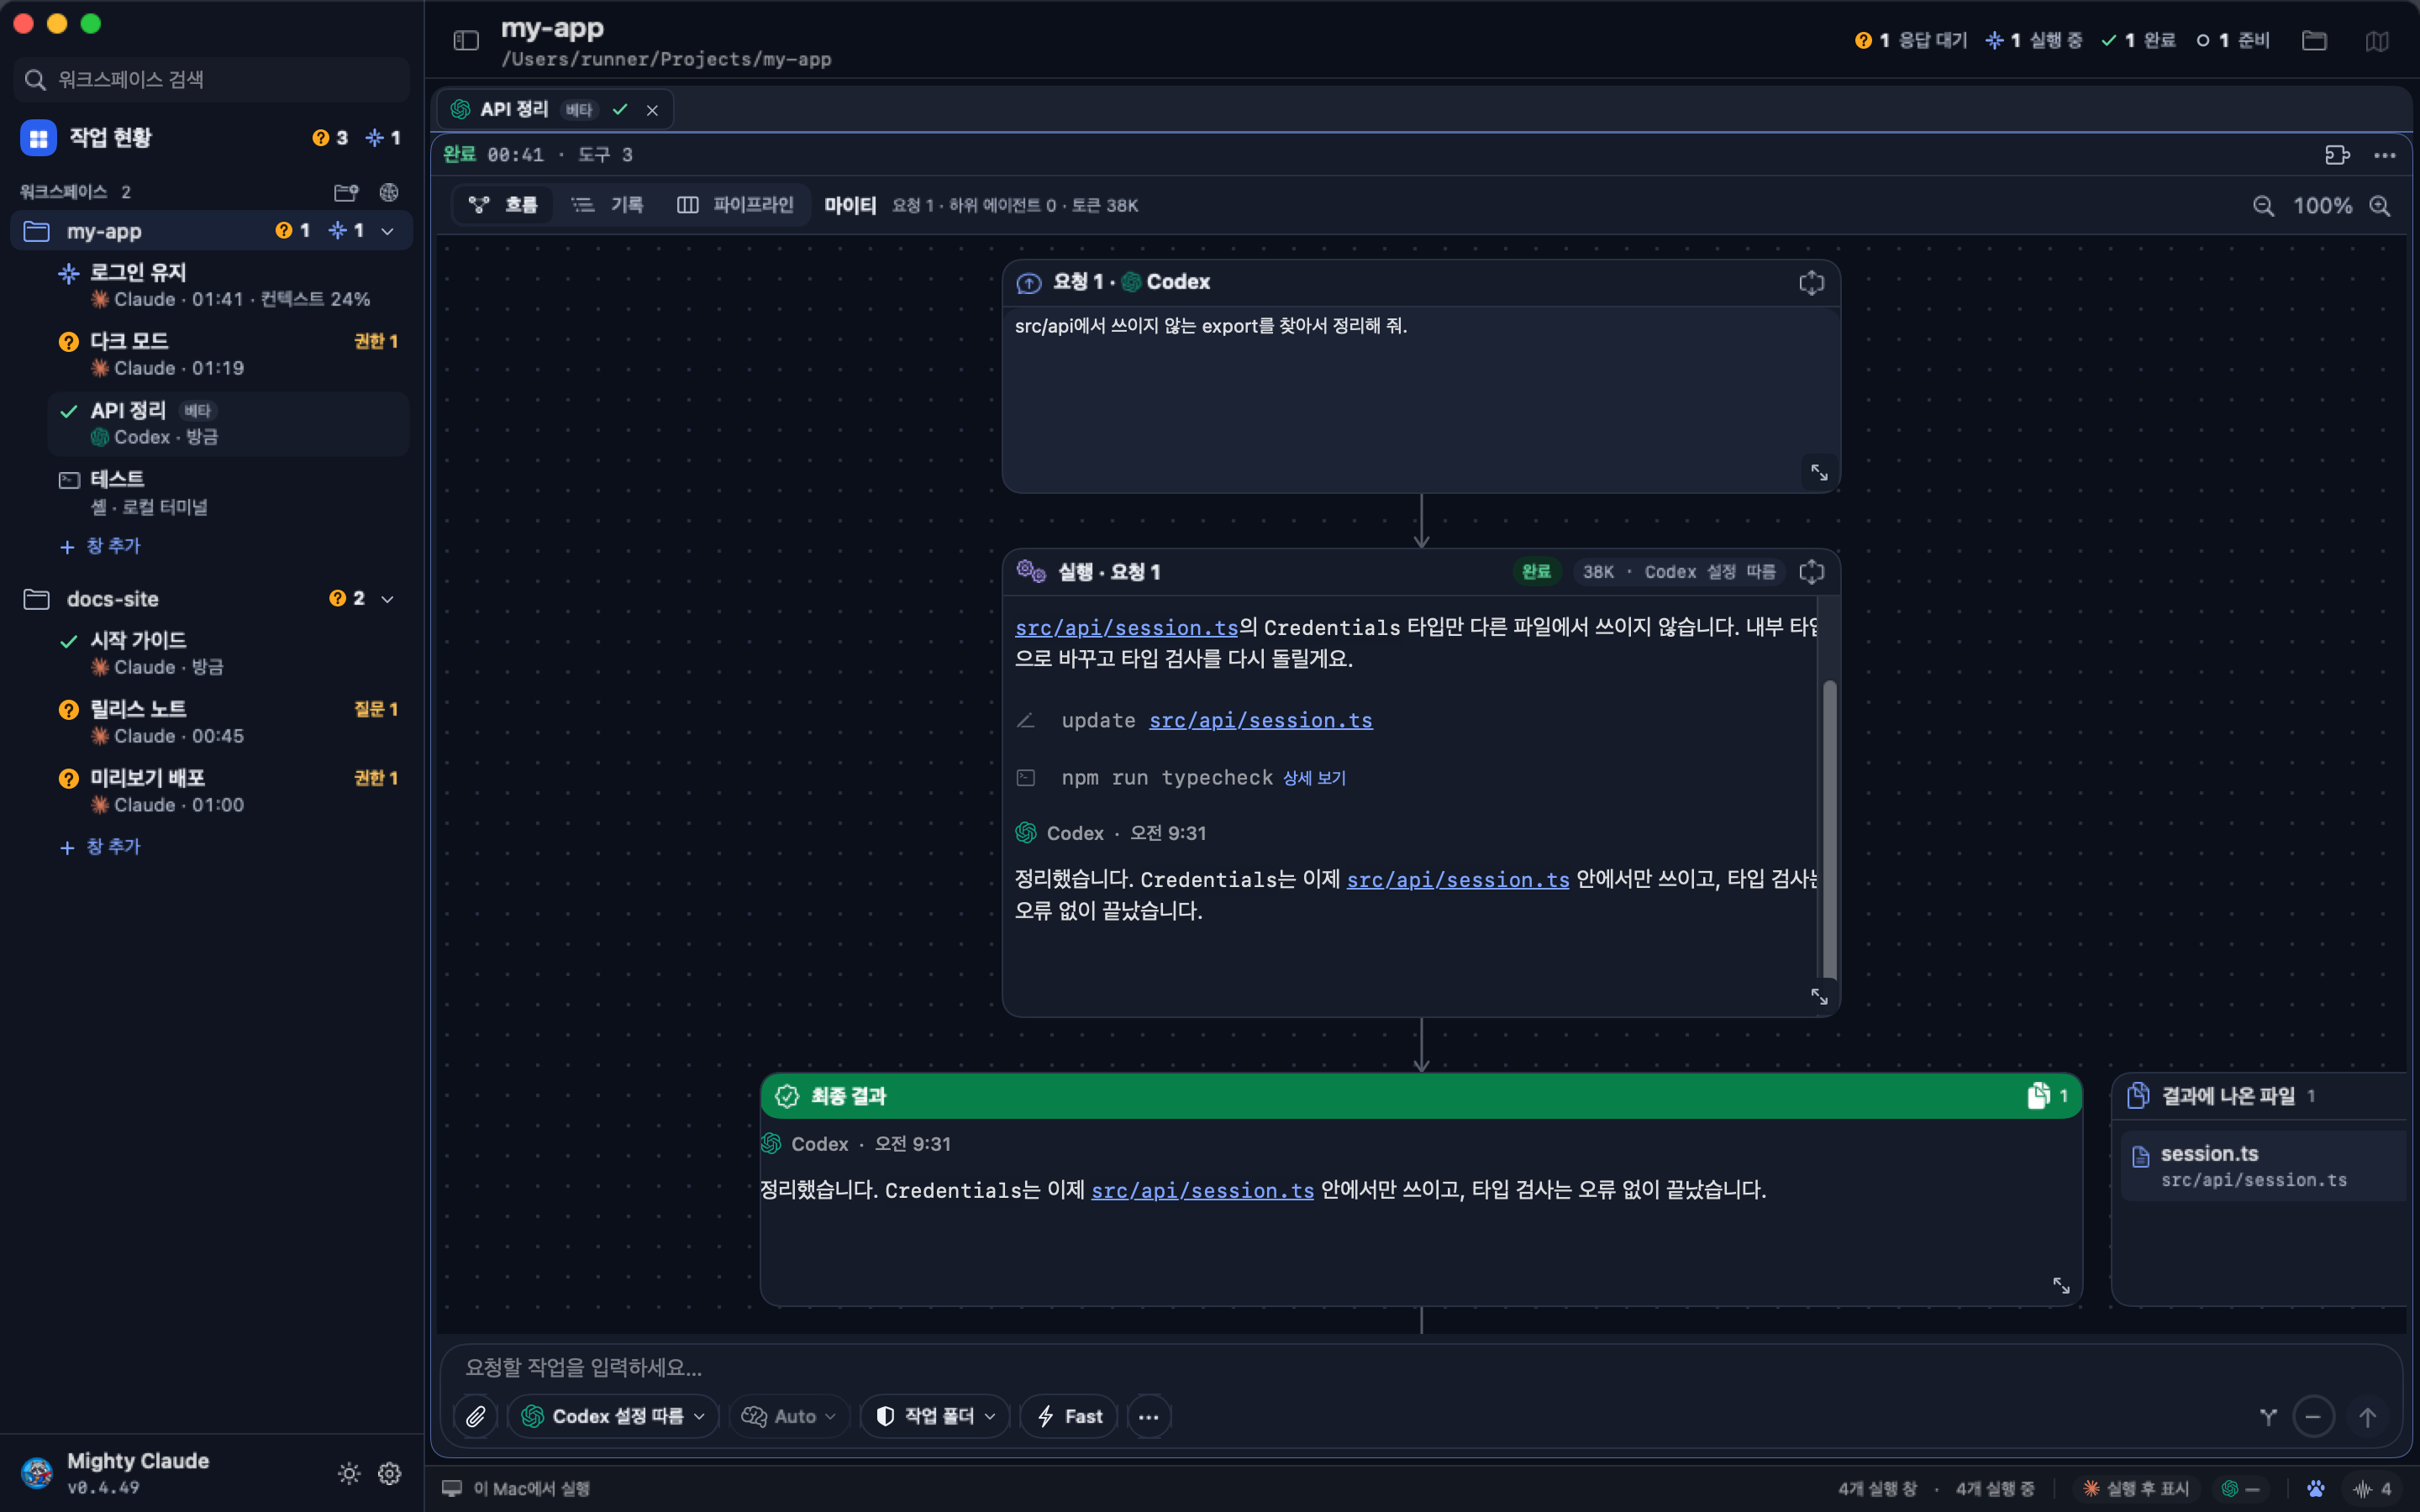 워크스페이스 검색
작업 현황 3 1
워크스페이스 2
my-app 1 1
로그인 유지
Claude · 01:41 · 컨텍스트 24%
다크 모드 권한 1
Claude · 01:19
API 정리 베타
Codex · 방금
테스트
셸 · 로컬 터미널
+ 창 추가
docs-site 2
시작 가이드
Claude · 방금
릴리스 노트 질문 1
Claude · 00:45
미리보기 배포 권한 1
Claude · 01:00
+ 창 추가
Mighty Claude
v0.4.49
my-app
/Users/runner/Projects/my-app
1 응답 대기 1 실행 중 1 완료 1 준비
API 정리 베타
완료 00:41 · 도구 3
흐름 기록 파이프라인 마이티 요청 1 · 하위 에이전트 0 · 토큰 38K
100%
요청 1 · Codex
src/api에서 쓰이지 않는 export를 찾아서 정리해 줘.
실행 · 요청 1 완료 38K · Codex 설정 따름
src/api/session.ts의 Credentials 타입만 다른 파일에서 쓰이지 않습니다. 내부 타입
으로 바꾸고 타입 검사를 다시 돌릴게요.
update src/api/session.ts
npm run typecheck 상세 보기
Codex · 오전 9:31
정리했습니다. Credentials는 이제 src/api/session.ts 안에서만 쓰이고, 타입 검사는
오류 없이 끝났습니다.
최종 결과 1
Codex · 오전 9:31
정리했습니다. Credentials는 이제 src/api/session.ts 안에서만 쓰이고, 타입 검사는 오류 없이 끝났습니다.
결과에 나온 파일 1
session.ts
src/api/session.ts
요청할 작업을 입력하세요...
Codex 설정 따름 Auto 작업 폴더 Fast
이 Mac에서 실행
4개 실행 창 · 4개 실행 중 실행 후 표시 — 4